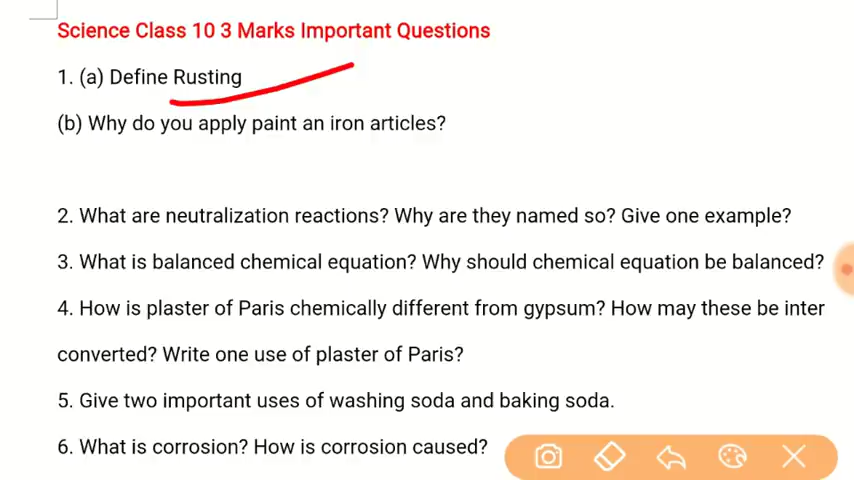 Science Class 10 3 Marks Important Questions
1. (a) Define Rusting
(b) Why do you apply paint an iron articles?
2. What are neutralization reactions? Why are they named so? Give one example?
3. What is balanced chemical equation? Why should chemical equation be balanced?
4. How is plaster of Paris chemically different from gypsum? How may these be inter
converted? Write one use of plaster of Paris?
5. Give two important uses of washing soda and baking soda.
6. What is corrosion? How is corrosion caused?